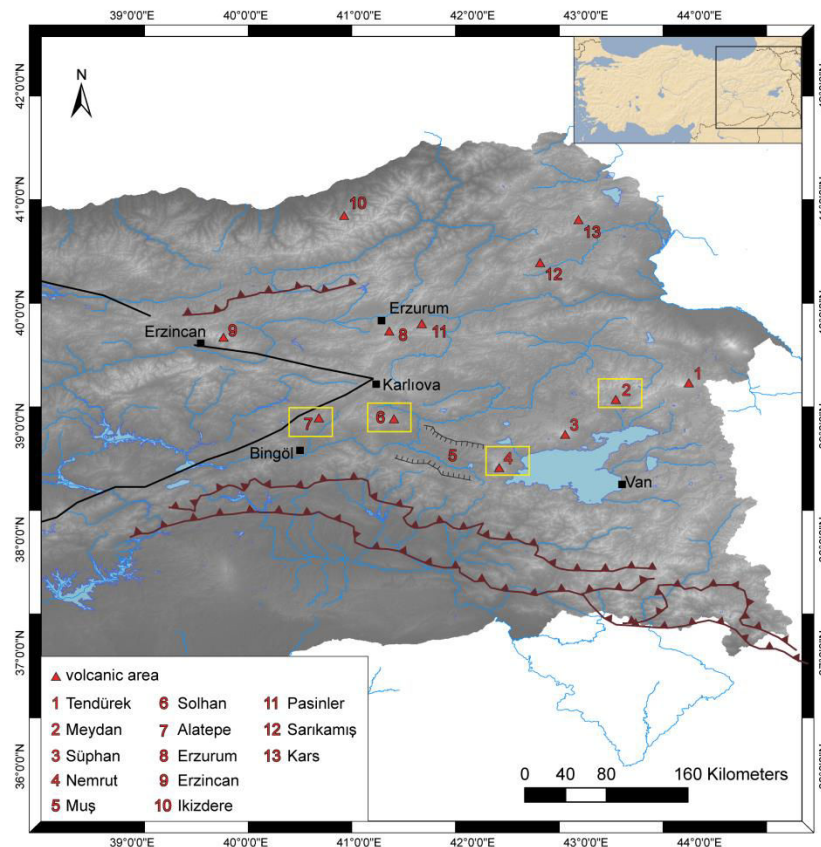 39°0'0"E 40°0'0"E 41°0'0"E 42°0'0"E 43°0'0"E 44°0'0"E
N
42°0'0"N
41°0'0"N
40°0'0"N
39°0'0"N
38°0'0"N
37°0'0"N
36°0'0"N
10
13
12
Erzurum
Erzincan
9
8
11
Karlıova
1
2
7
6
3
Bingöl
5
4
Van
volcanic area
1 Tendürek 6 Solhan 11 Pasinler
2 Meydan 7 Alatepe 12 Sarıkamış
3 Süphan 8 Erzurum 13 Kars
4 Nemrut 9 Erzincan
5 Muş 10 Ikizdere
0 40 80 160 Kilometers
39°0'0"E 40°0'0"E 41°0'0"E 42°0'0"E 43°0'0"E 44°0'0"E